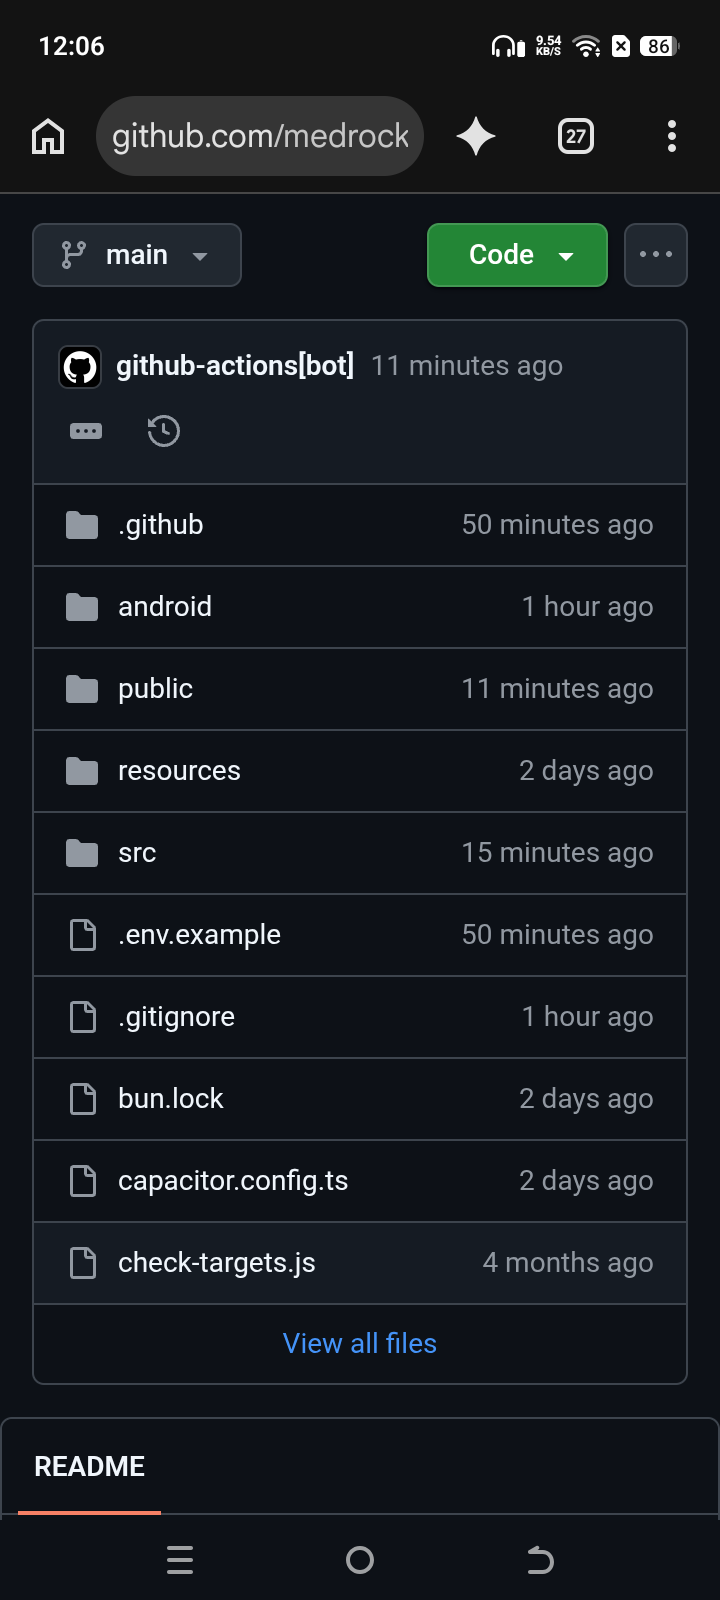 12:06
9.54
KB/S
86
github.com/medrock
27
main
Code
github-actions[bot] 11 minutes ago
.github 50 minutes ago
android 1 hour ago
public 11 minutes ago
resources 2 days ago
src 15 minutes ago
.env.example 50 minutes ago
.gitignore 1 hour ago
bun.lock 2 days ago
capacitor.config.ts 2 days ago
check-targets.js 4 months ago
View all files
README